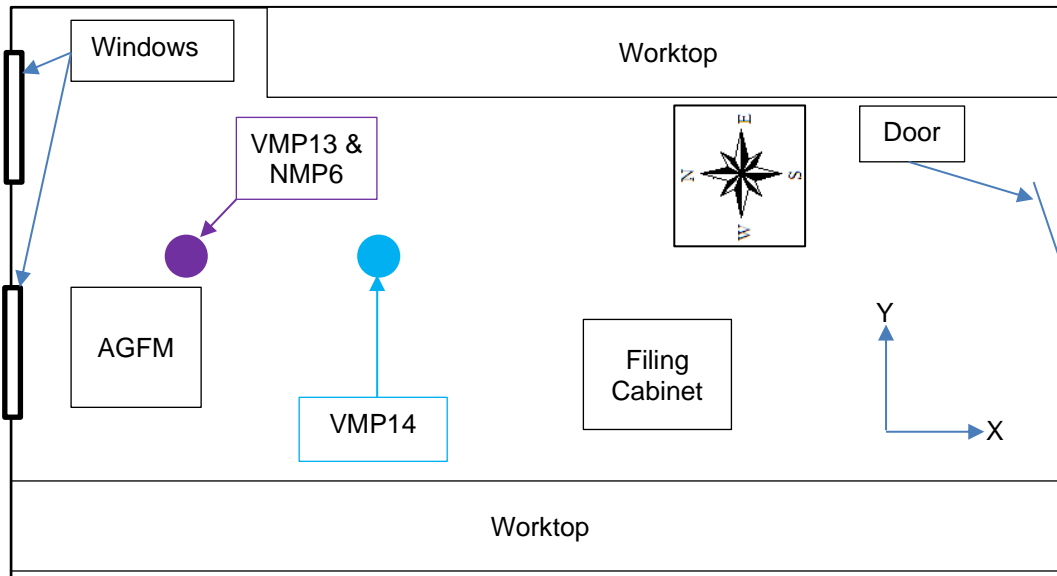 Windows
Worktop
VMP13 &
NMP6
E
N
S
W
Door
AGFM
VMP14
Filing
Cabinet
Y
X
Worktop